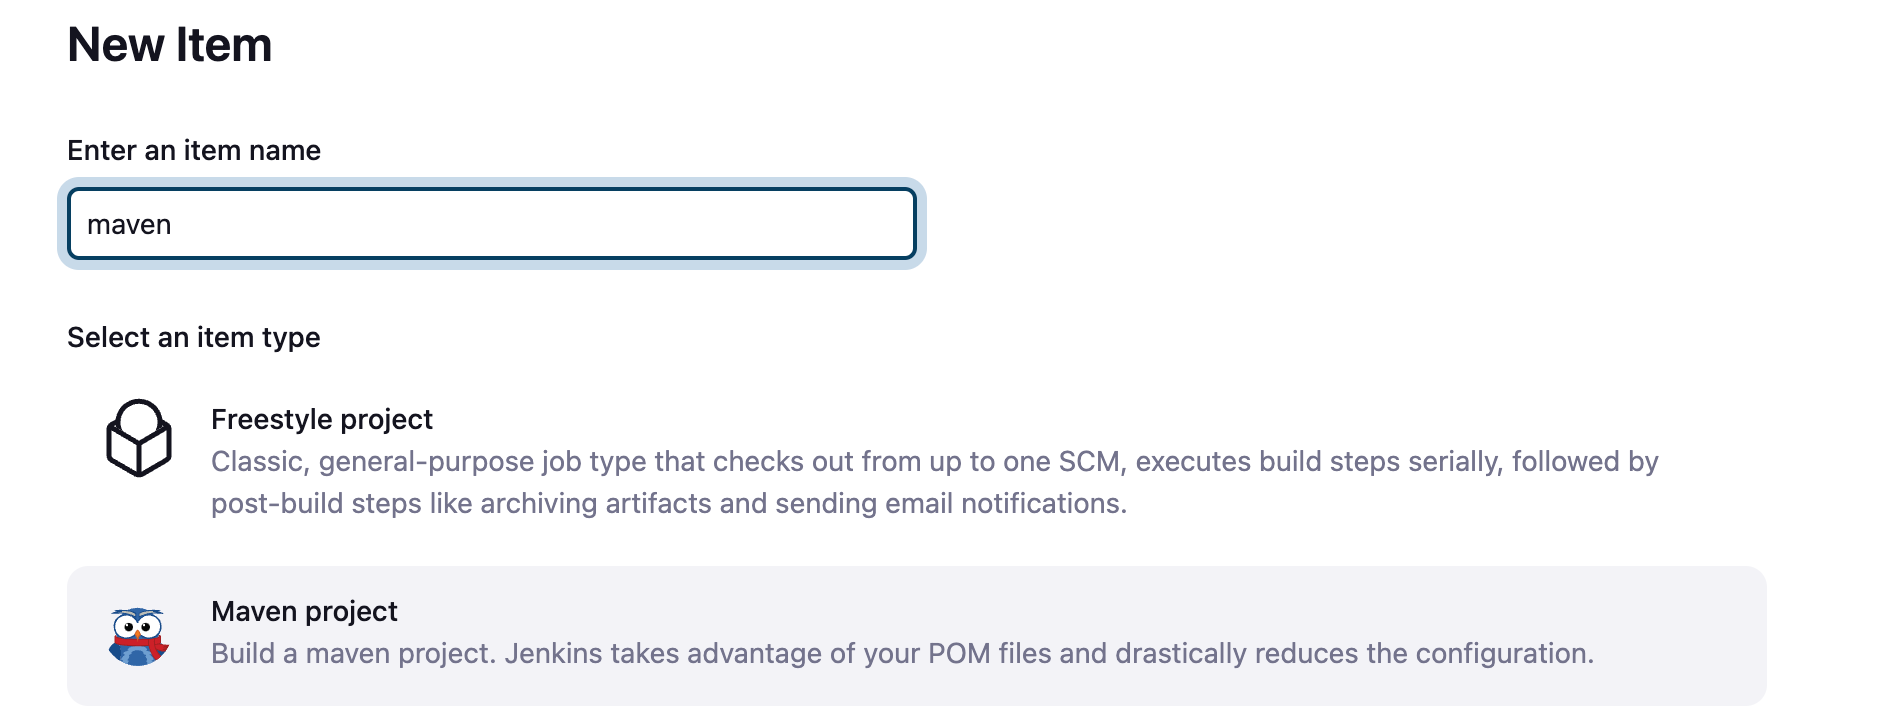 New Item
Enter an item name
maven
Select an item type
Freestyle project
Classic, general-purpose job type that checks out from up to one SCM, executes build steps serially, followed by
post-build steps like archiving artifacts and sending email notifications.
Maven project
Build a maven project. Jenkins takes advantage of your POM files and drastically reduces the configuration.